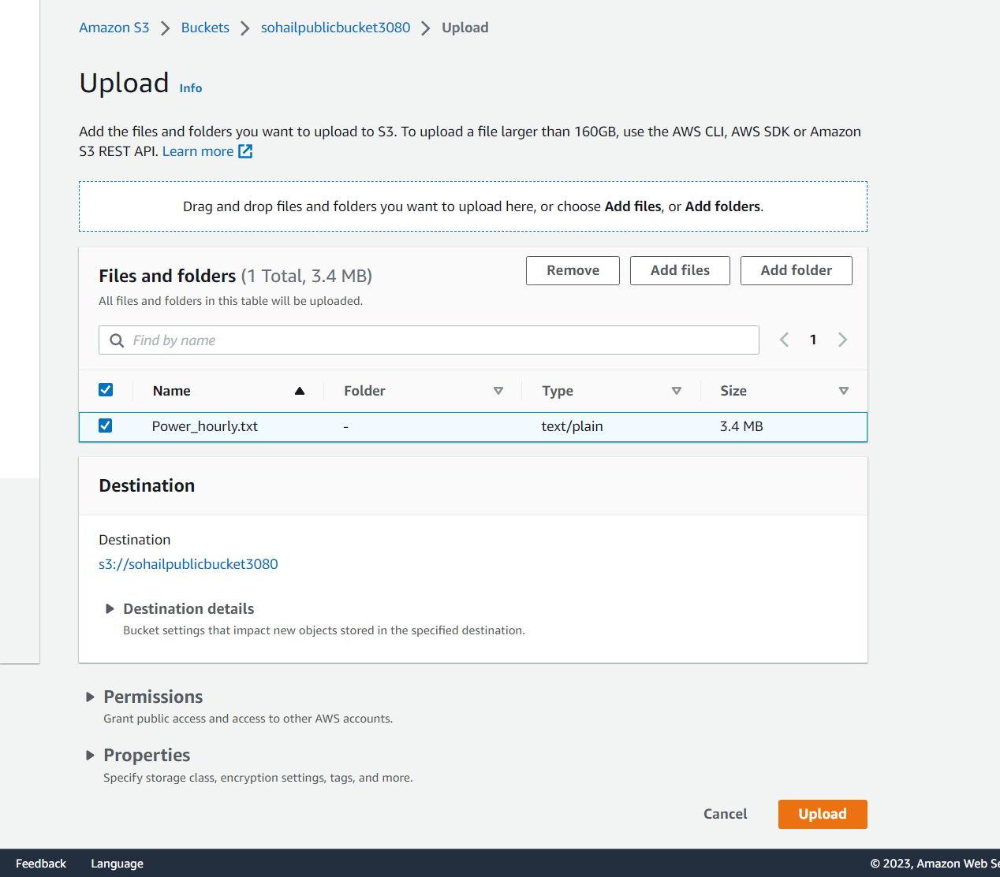 Amazon S3 > Buckets > sohailpublicbucket3080 > Upload
Upload Info
Add the files and folders you want to upload to S3. To upload a file larger than 160GB, use the AWS CLI, AWS SDK or Amazon
S3 REST API. Learn more
Drag and drop files and folders you want to upload here, or choose Add files, or Add folders.
Files and folders (1 Total, 3.4 MB)
Remove
Add files
Add folder
All files and folders in this table will be uploaded.
Find by name
1
Name Folder Type Size
Power_hourly.txt - text/plain 3.4 MB
Destination
Destination
s3://sohailpublicbucket3080
Destination details
Bucket settings that impact new objects stored in the specified destination.
Permissions
Grant public access and access to other AWS accounts.
Properties
Specify storage class, encryption settings, tags, and more.
Cancel Upload
Feedback Language © 2023, Amazon Web Se